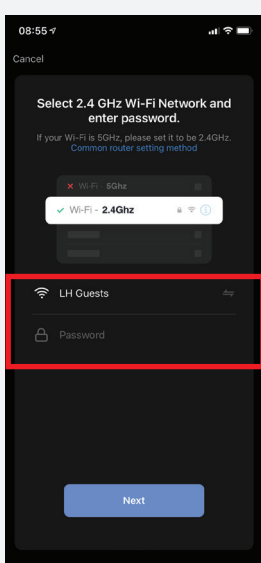 08:55
Cancel
Select 2.4 GHz Wi-Fi Network and
enter password.
If your Wi-Fi is 5GHz, please set it to be 2.4GHz.
Common router setting method
Wi-Fi - 5Ghz
Wi-Fi - 2.4Ghz
LH Guests
Password
Next